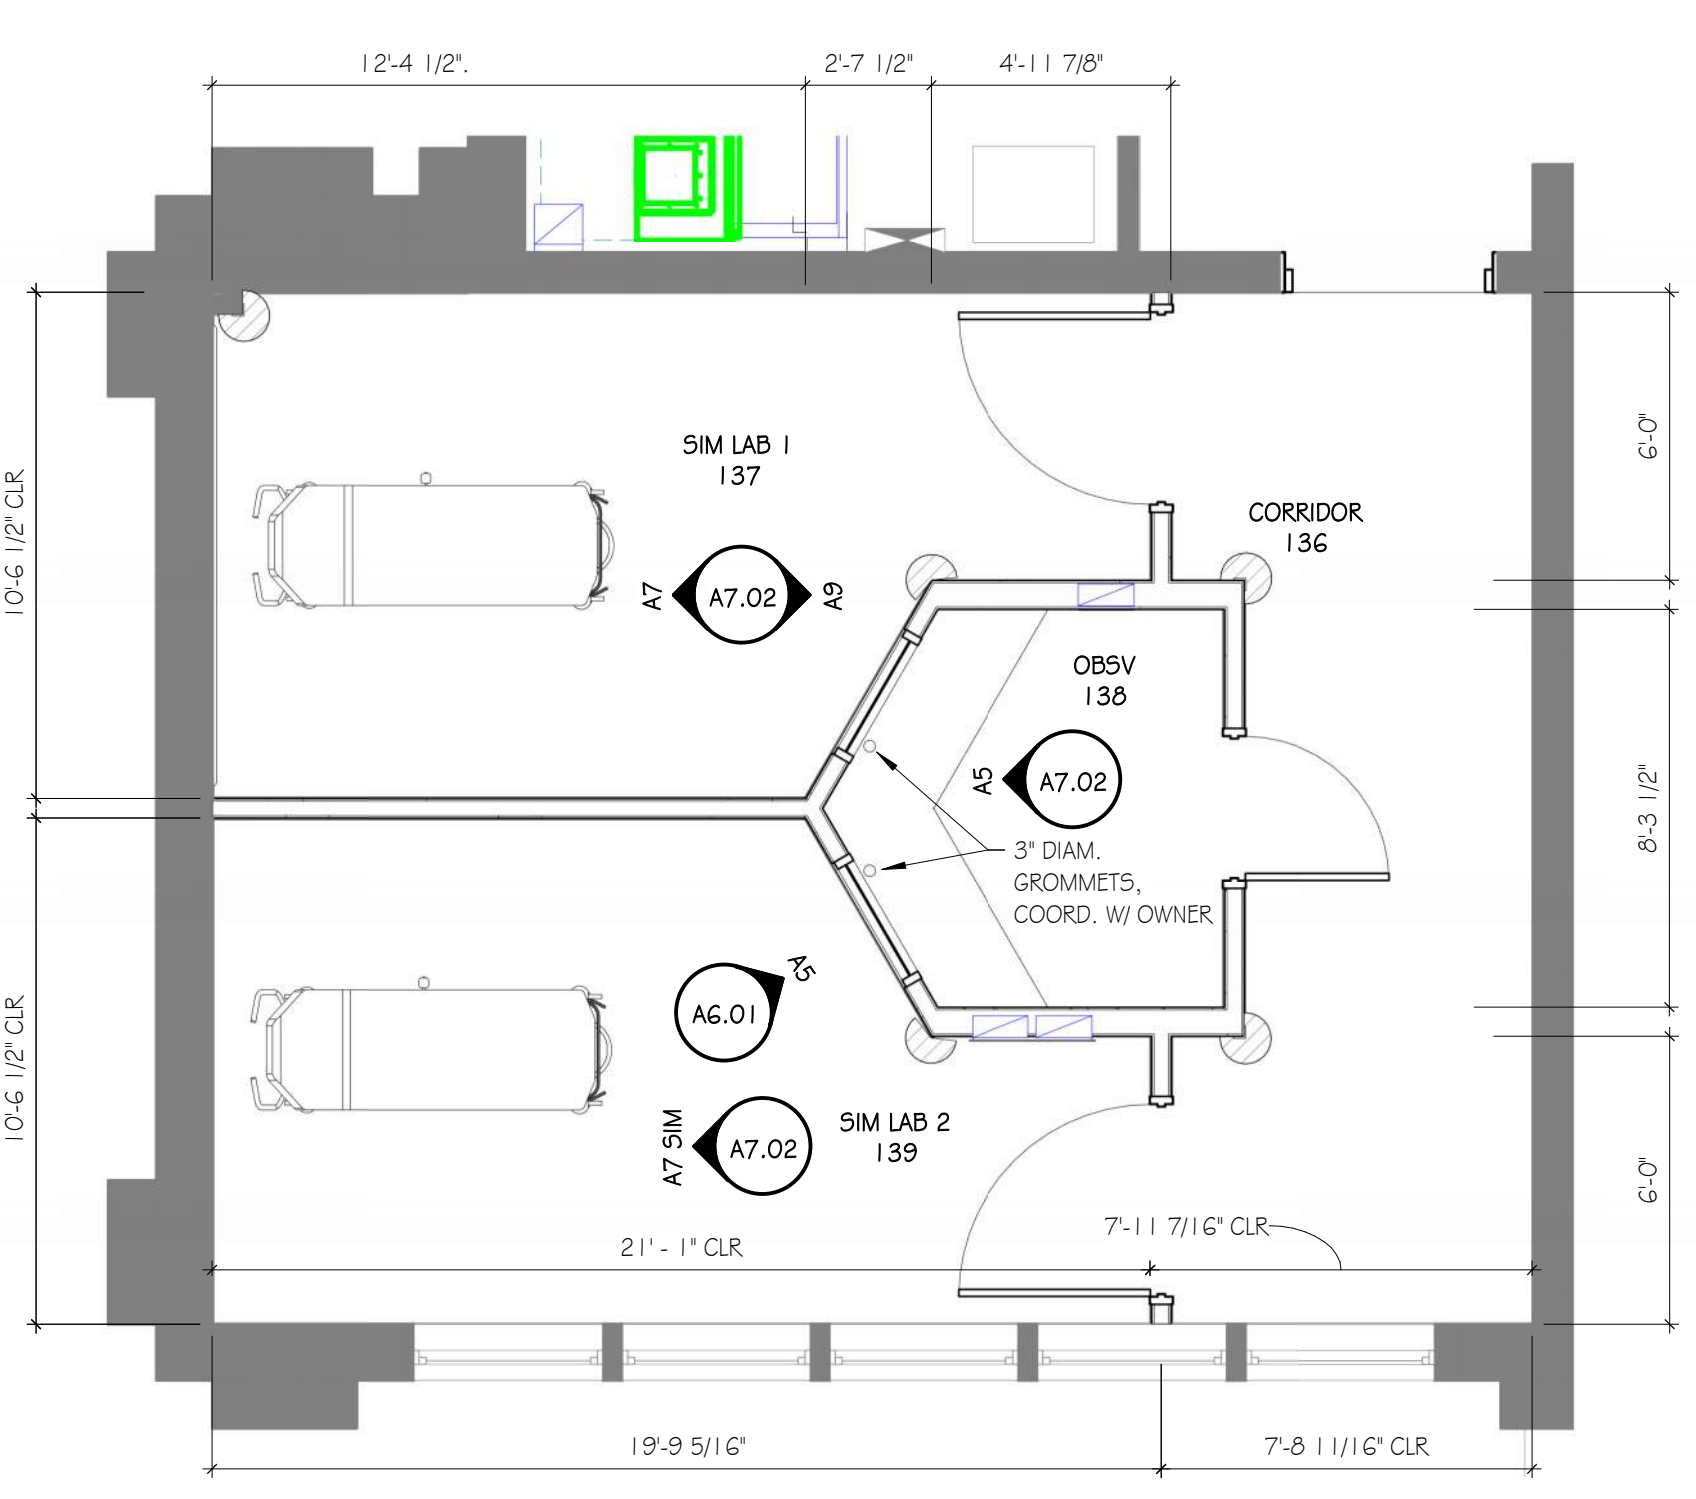 12'-4 1/2".
2'-7 1/2"
4'-11 7/8"
10'-6 1/2" CLR
6'-0"
SIM LAB 1
137
CORRIDOR
136
A7
A7.02
A9
OBSV
138
A5
A7.02
8'-3 1/2"
3" DIAM.
GROMMETS,
COORD. W/ OWNER
A5
A6.01
10'-6 1/2" CLR
A7 SIM
A7.02
SIM LAB 2
139
6'-0"
21' - 1" CLR
7'-11 7/16" CLR
19'-9 5/16"
7'-8 11/16" CLR